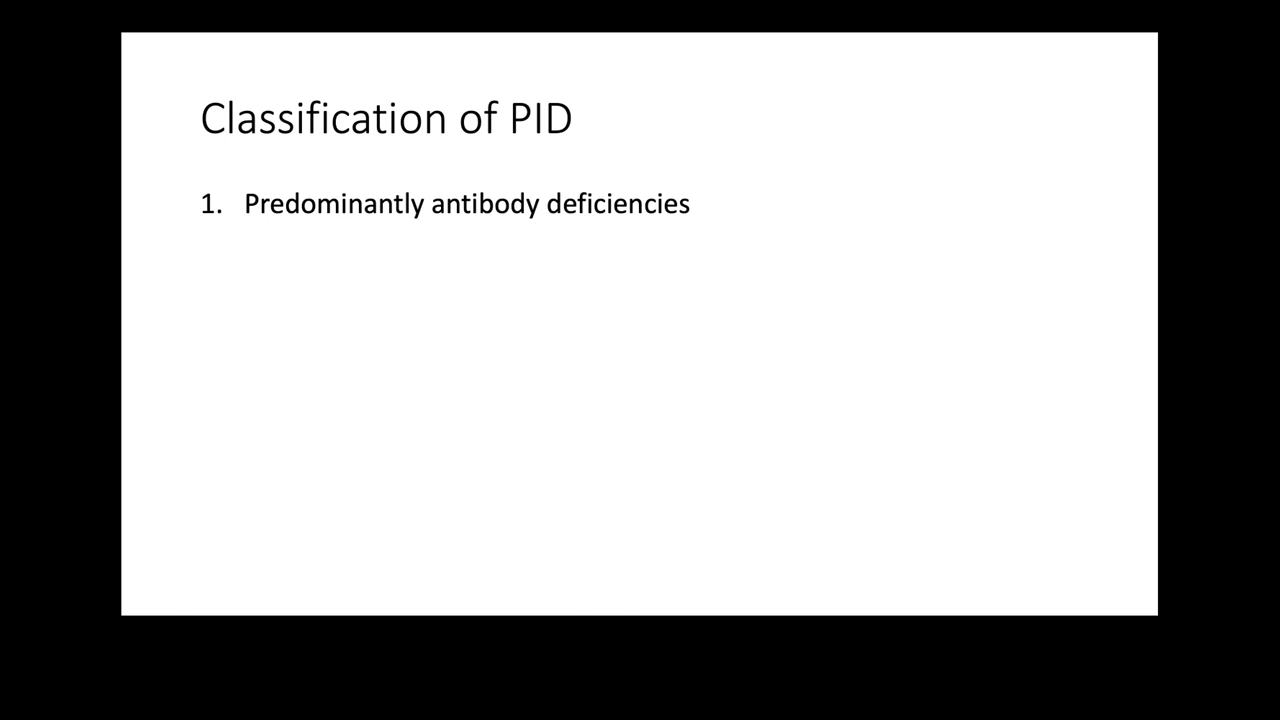 Classification of PID
1. Predominantly antibody deficiencies